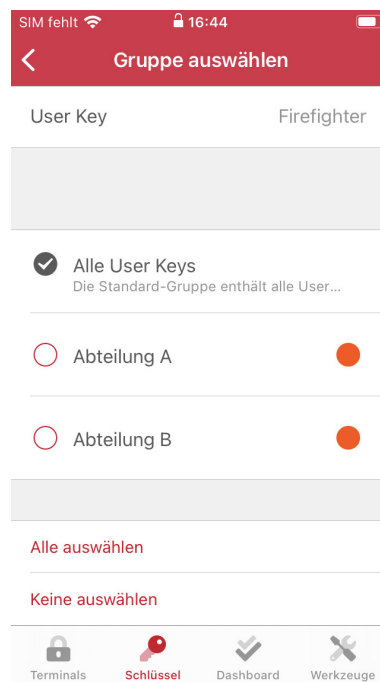 SIM fehlt 16:44
Gruppe auswählen
User Key Firefighter
Alle User Keys
Die Standard-Gruppe enthält alle User...
Abteilung A
Abteilung B
Alle auswählen
Keine auswählen
Terminals Schlüssel Dashboard Werkzeuge